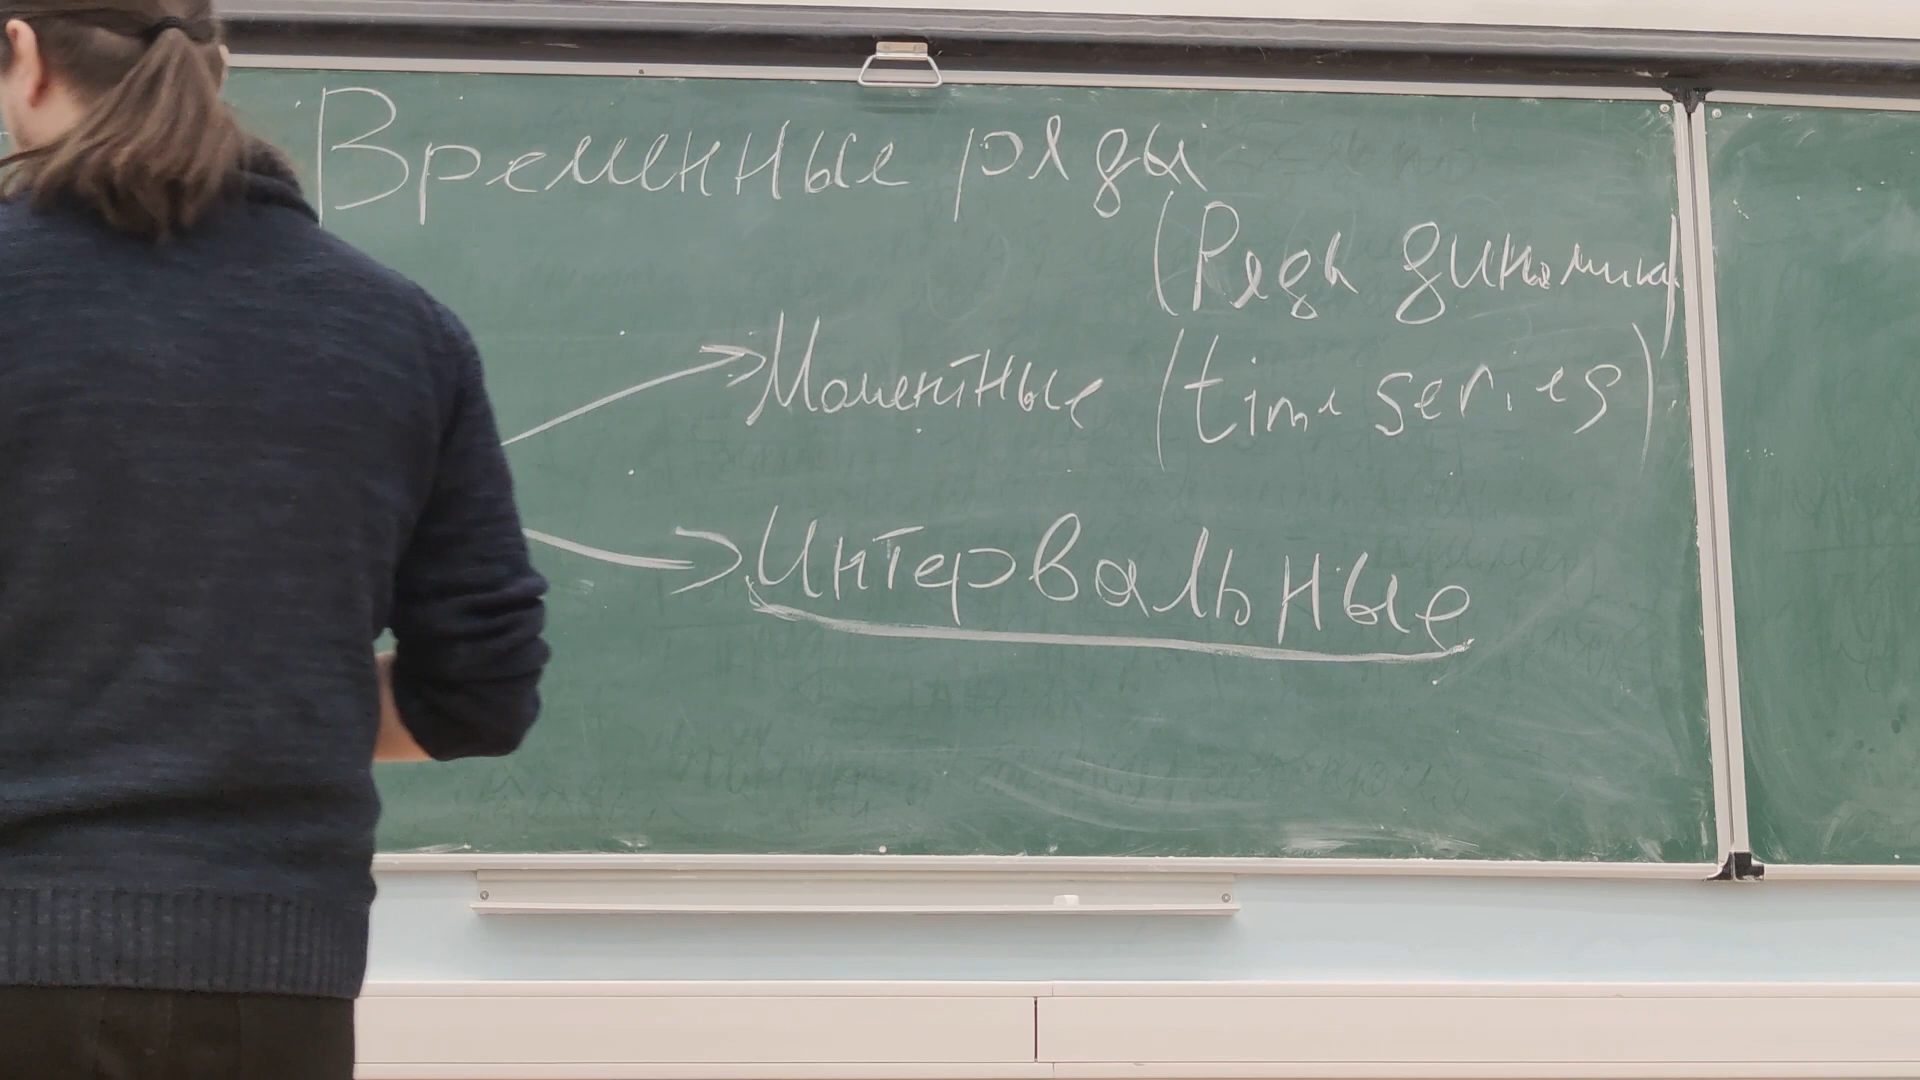 Временные ряды
(Ряды динамики)
Моментные (time series)
Интервальные